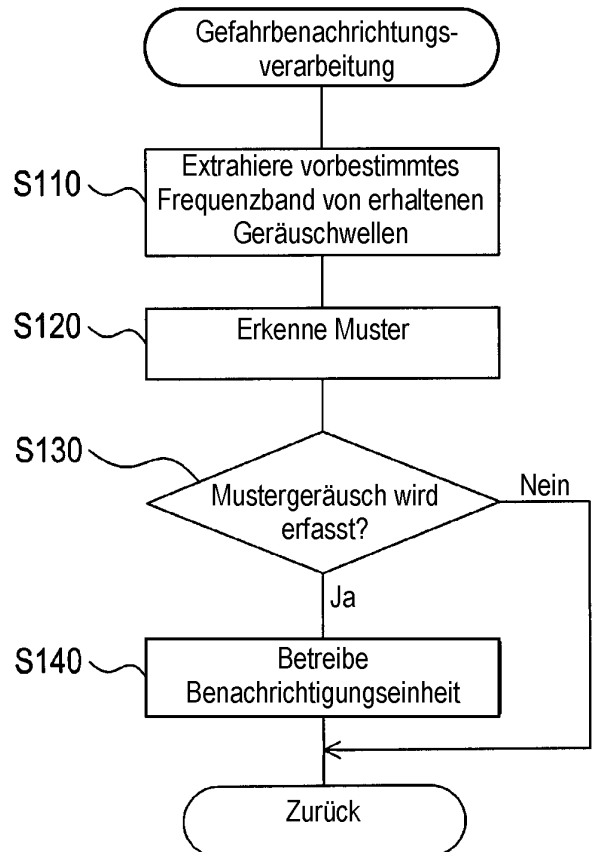 Gefahrbenachrichtungs-
verarbeitung
S110
Extrahiere vorbestimmtes
Frequenzband von erhaltenen
Geräuschwellen
S120
Erkenne Muster
S130
Mustergeräusch wird
erfasst?
Nein
Ja
S140
Betreibe
Benachrichtigungseinheit
Zurück